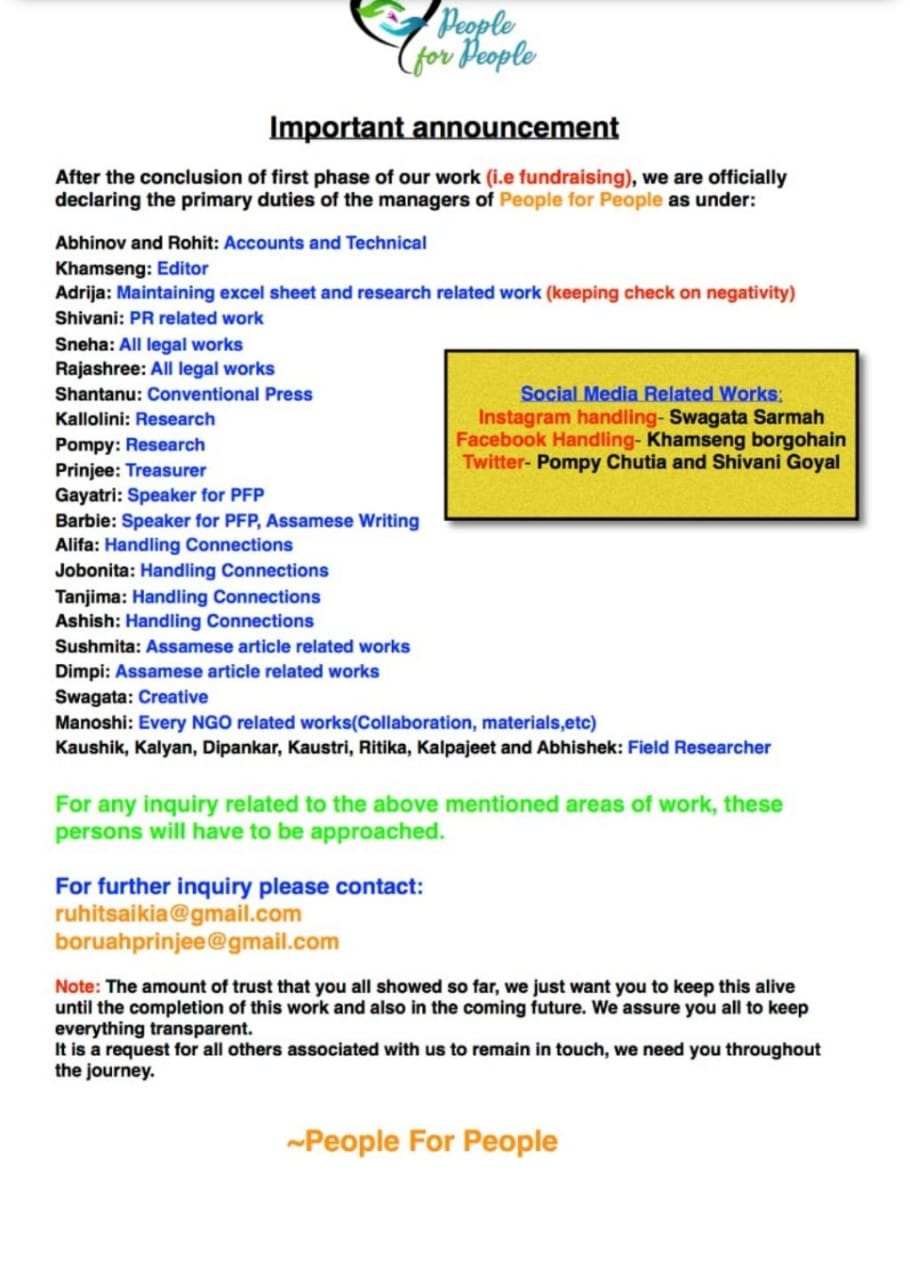 People
for People
Important announcement
After the conclusion of first phase of our work (i.e fundraising), we are officially
declaring the primary duties of the managers of People for People as under:
Abhinov and Rohit: Accounts and Technical
Khamseng: Editor
Adrija: Maintaining excel sheet and research related work (keeping check on negativity)
Shivani: PR related work
Sneha: All legal works
Rajashree: All legal works
Shantanu: Conventional Press
Kallolini: Research
Pompy: Research
Prinjee: Treasurer
Gayatri: Speaker for PFP
Barbie: Speaker for PFP, Assamese Writing
Alifa: Handling Connections
Jobonita: Handling Connections
Tanjima: Handling Connections
Ashish: Handling Connections
Sushmita: Assamese article related works
Dimpi: Assamese article related works
Swagata: Creative
Manoshi: Every NGO related works(Collaboration, materials,etc)
Kaushik, Kalyan, Dipankar, Kaustri, Ritika, Kalpajeet and Abhishek: Field Researcher
Social Media Related Works:
Instagram handling- Swagata Sarmah
Facebook Handling- Khamseng borgohain
Twitter- Pompy Chutia and Shivani Goyal
For any inquiry related to the above mentioned areas of work, these
persons will have to be approached.
For further inquiry please contact:
ruhitsaikia@gmail.com
boruahprinjee@gmail.com
Note: The amount of trust that you all showed so far, we just want you to keep this alive
until the completion of this work and also in the coming future. We assure you all to keep
everything transparent.
It is a request for all others associated with us to remain in touch, we need you throughout
the journey.
~People For People